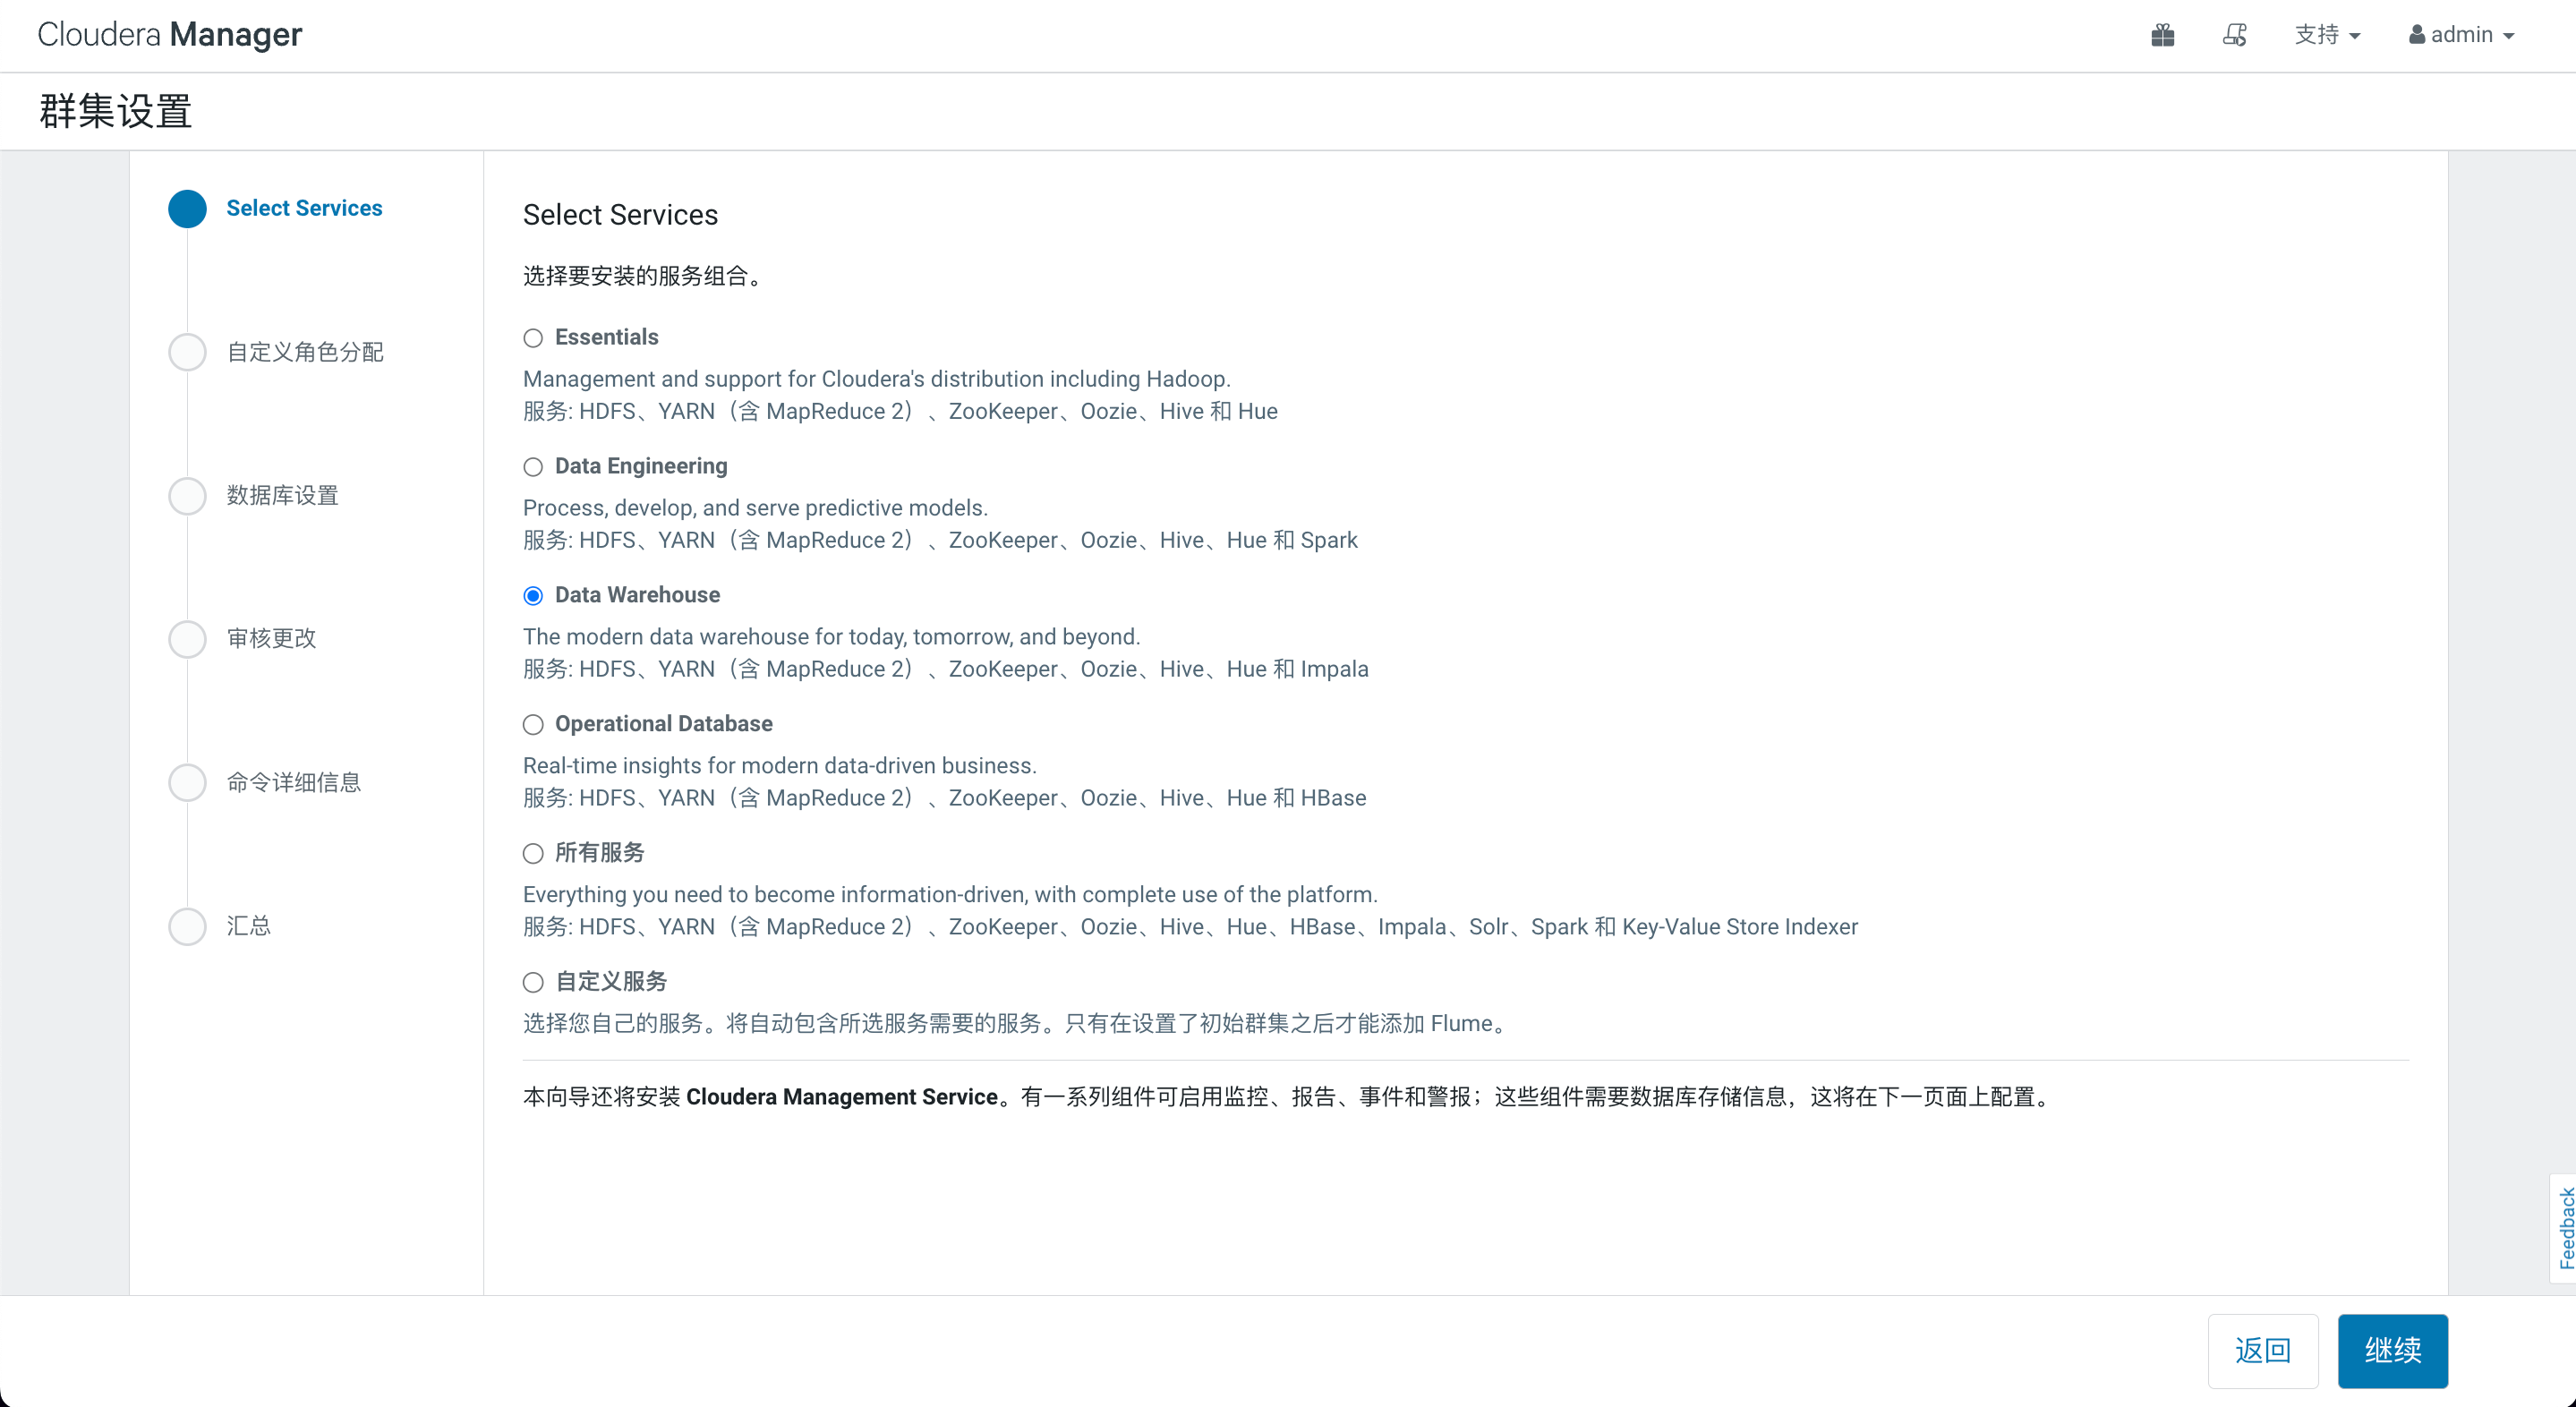 Cloudera Manager
支持
admin
群集设置
Select Services
自定义角色分配
数据库设置
审核更改
命令详细信息
汇总
Select Services
选择要安装的服务组合。
Essentials
Management and support for Cloudera's distribution including Hadoop.
服务: HDFS、YARN（含 MapReduce 2）、ZooKeeper、Oozie、Hive 和 Hue
Data Engineering
Process, develop, and serve predictive models.
服务: HDFS、YARN（含 MapReduce 2）、ZooKeeper、Oozie、Hive、Hue 和 Spark
Data Warehouse
The modern data warehouse for today, tomorrow, and beyond.
服务: HDFS、YARN（含 MapReduce 2）、ZooKeeper、Oozie、Hive、Hue 和 Impala
Operational Database
Real-time insights for modern data-driven business.
服务: HDFS、YARN（含 MapReduce 2）、ZooKeeper、Oozie、Hive、Hue 和 HBase
所有服务
Everything you need to become information-driven, with complete use of the platform.
服务: HDFS、YARN（含 MapReduce 2）、ZooKeeper、Oozie、Hive、Hue、HBase、Impala、Solr、Spark 和 Key-Value Store Indexer
自定义服务
选择您自己的服务。将自动包含所选服务需要的服务。只有在设置了初始群集之后才能添加 Flume。
本向导还将安装 Cloudera Management Service。有一系列组件可启用监控、报告、事件和警报；这些组件需要数据库存储信息，这将在下一页面上配置。
Feedback
返回
继续